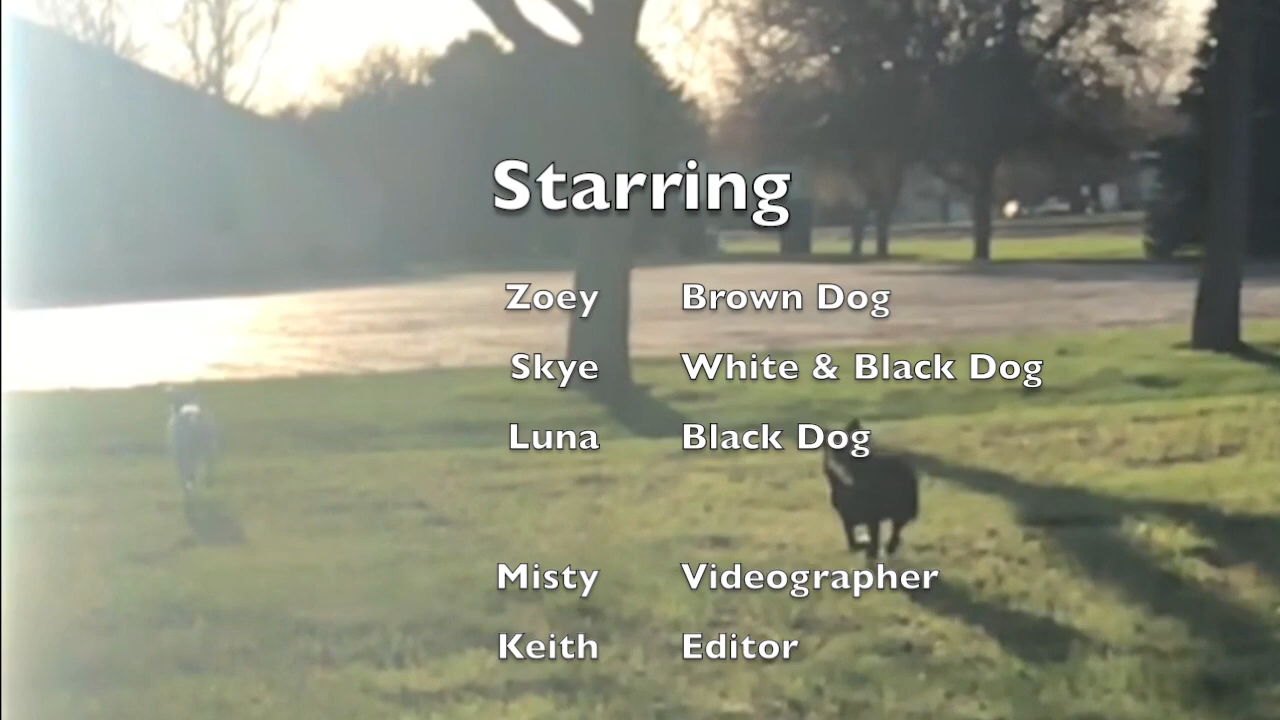 Starring
Zoey Brown Dog
Skye White & Black Dog
Luna Black Dog
Misty Videographer
Keith Editor